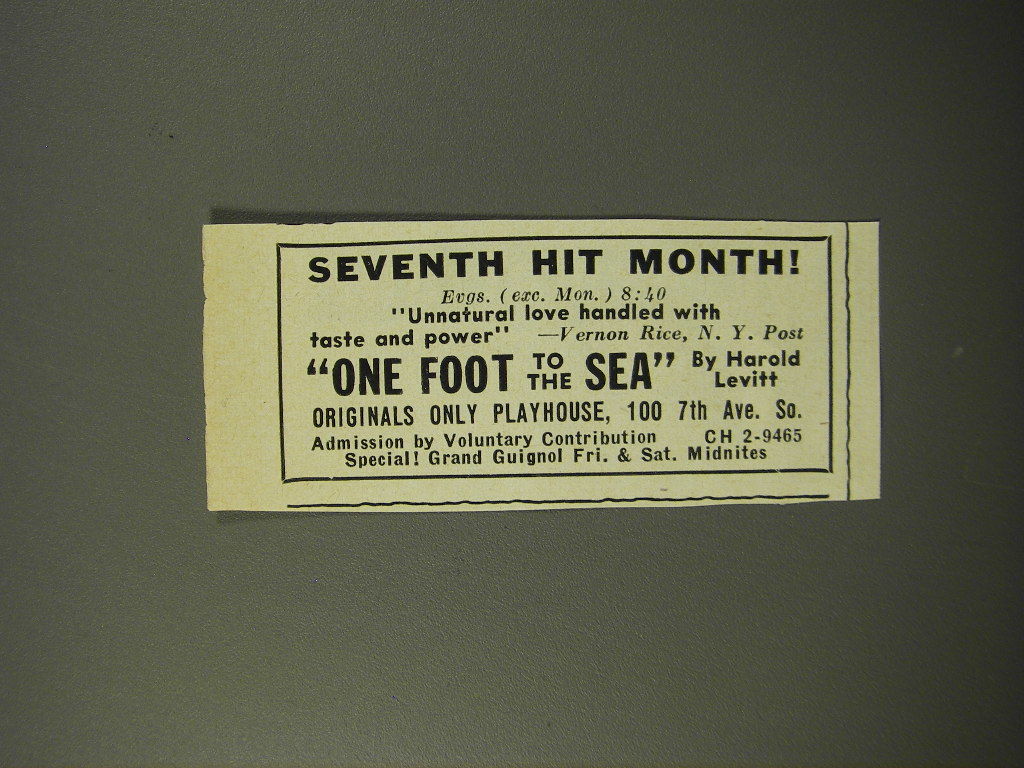 SEVENTH HIT MONTH!
Evgs. (exc. Mon.) 8:40
"Unnatural love handled with
taste and power" —Vernon Rice, N. Y. Post
"ONE FOOT TO THE SEA" By Harold Levitt
ORIGINALS ONLY PLAYHOUSE, 100 7th Ave. So.
Admission by Voluntary Contribution CH 2-9465
Special! Grand Guignol Fri. & Sat. Midnites